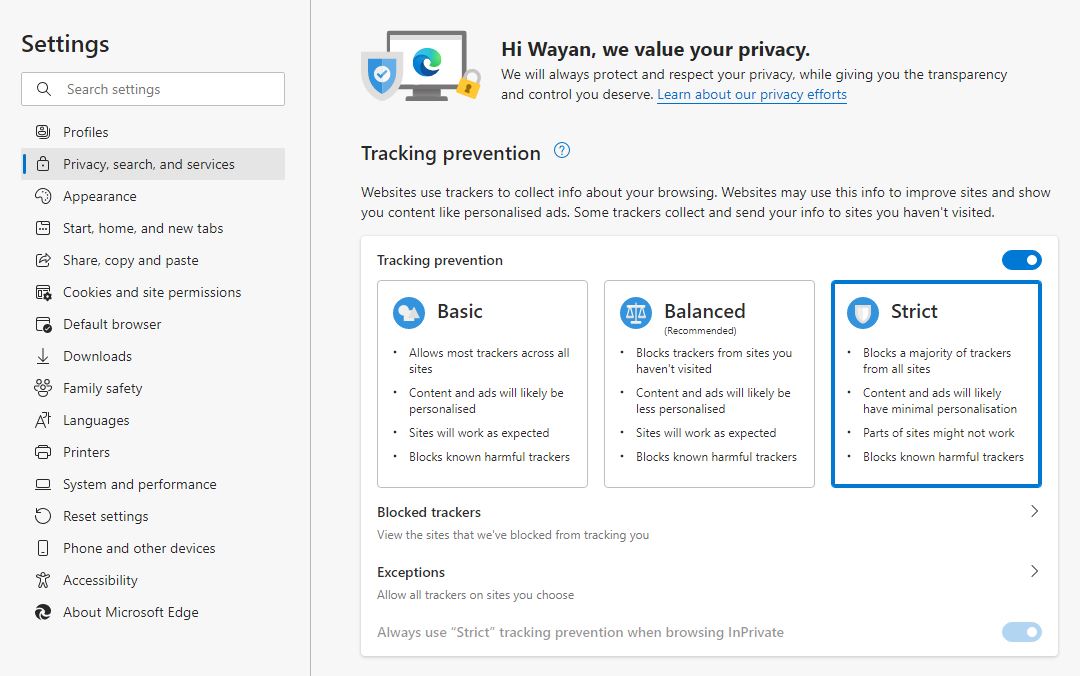 Settings
Search settings
Profiles
Privacy, search, and services
Appearance
Start, home, and new tabs
Share, copy and paste
Cookies and site permissions
Default browser
Downloads
Family safety
Languages
Printers
System and performance
Reset settings
Phone and other devices
Accessibility
About Microsoft Edge
Hi Wayan, we value your privacy.
We will always protect and respect your privacy, while giving you the transparency
and control you deserve. Learn about our privacy efforts
Tracking prevention
Websites use trackers to collect info about your browsing. Websites may use this info to improve sites and show
you content like personalised ads. Some trackers collect and send your info to sites you haven't visited.
Tracking prevention
Basic
• Allows most trackers across all
sites
• Content and ads will likely be
personalised
• Sites will work as expected
• Blocks known harmful trackers
Balanced
(Recommended)
• Blocks trackers from sites you
haven't visited
• Content and ads will likely be
less personalised
• Sites will work as expected
• Blocks known harmful trackers
Strict
• Blocks a majority of trackers
from all sites
• Content and ads will likely
have minimal personalisation
• Parts of sites might not work
• Blocks known harmful trackers
Blocked trackers
View the sites that we've blocked from tracking you
Exceptions
Allow all trackers on sites you choose
Always use “Strict” tracking prevention when browsing InPrivate